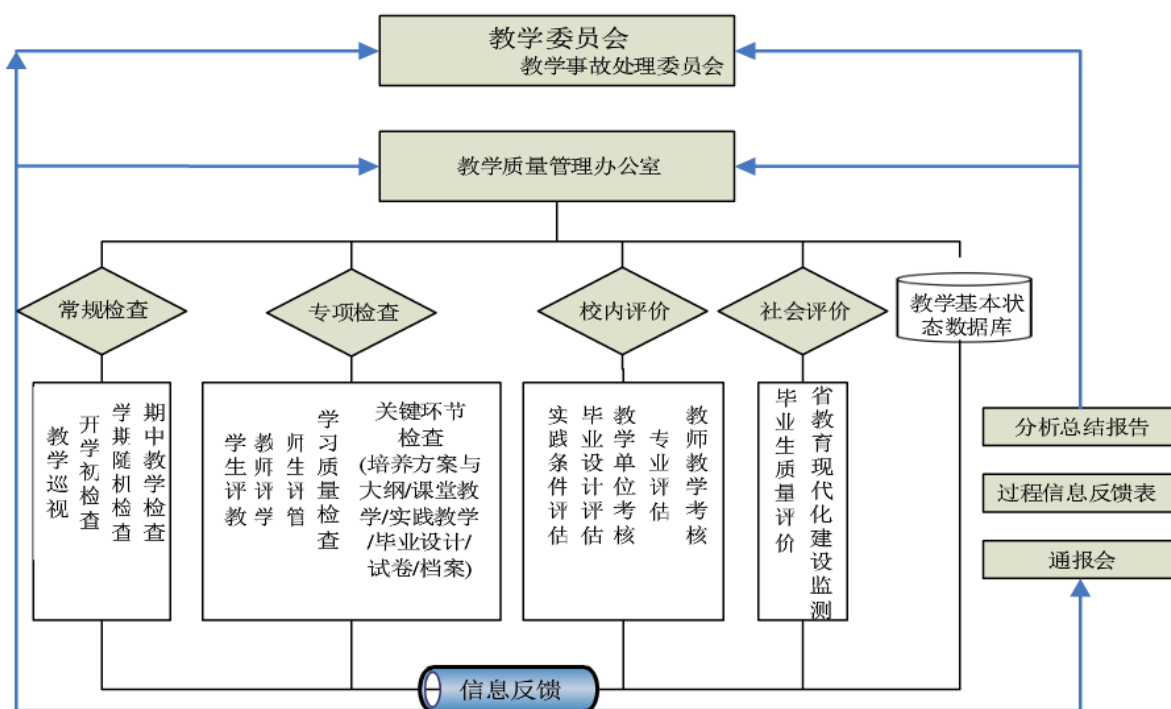 教学委员会
教学事故处理委员会
教学质量管理办公室
常规检查
专项检查
校内评价
社会评价
教学基本状
态数据库
教学巡视
开学初检查
学期随机检查
期中教学检查
学生评教
教师评学
师生评管
学习质量检查
关键环节
检查
(培养方案与
大纲/课堂教
学/实践教学
/毕业设计/
试卷/档案)
实践条件评估
毕业设计评估
教学单位考核
专业评估
教师教学考核
毕业生质量评价
省教育现代化建设监测
分析总结报告
过程信息反馈表
通报会
信息反馈